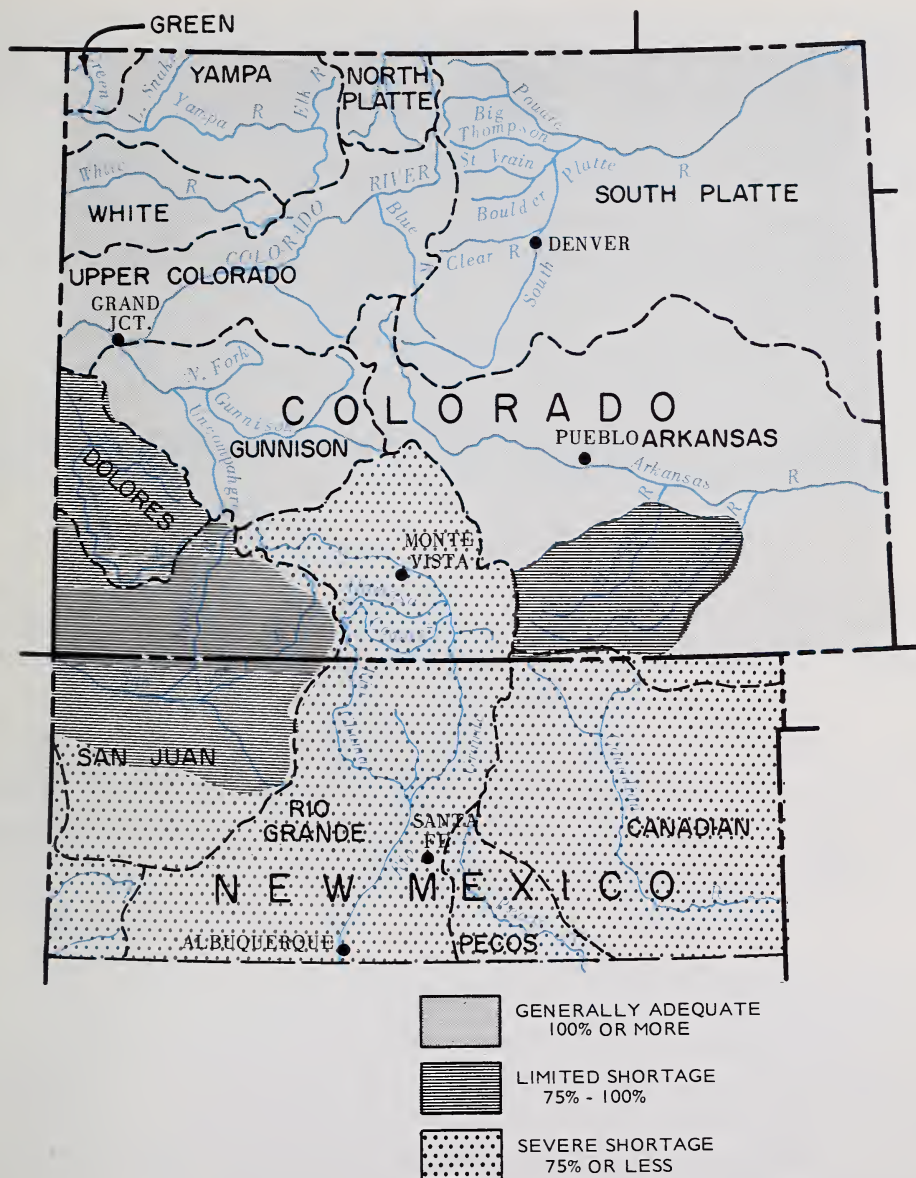 GREEN
Green
L. Snake
YAMPA
Yampa R
Elk R
NORTH
PLATTE
Poudre
Big
Thompson
St Vrain
Boulder
Platte R
SOUTH PLATTE
White R
WHITE
COLORADO RIVER
Blue
Clear R
DENVER
South
UPPER COLORADO
GRAND
JCT.
N. Fork
Gunnison
Uncompahgre
GUNNISON
COLORADO
PUEBLO
ARKANSAS
Arkansas R
R
R
DOLORES
MONTE
VISTA
SAN JUAN
RIO
GRANDE
SANTA
FE
CANADIAN
NEW MEXICO
ALBUQUERQUE
PECOS
GENERALLY ADEQUATE
100% OR MORE
LIMITED SHORTAGE
75% - 100%
SEVERE SHORTAGE
75% OR LESS